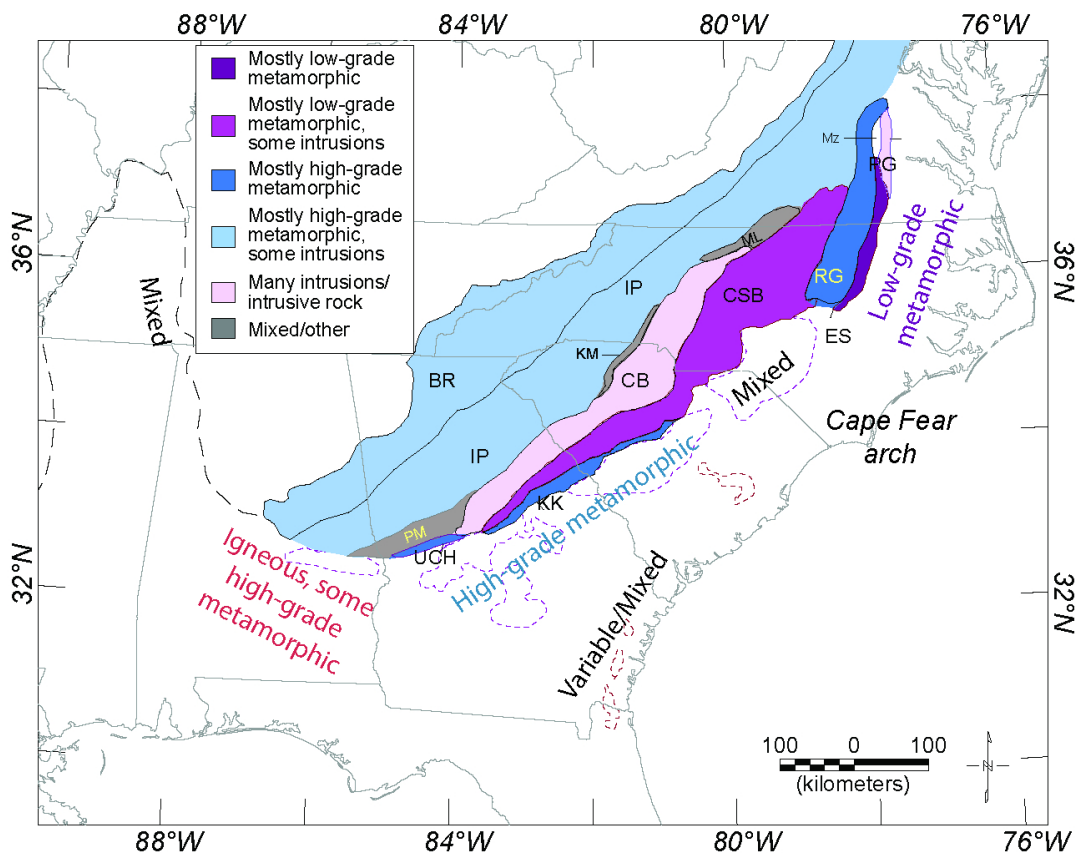 88°W
84°W
80°W
76°W
Mostly low-grade
metamorphic
Mostly low-grade
metamorphic,
some intrusions
Mostly high-grade
metamorphic
Mostly high-grade
metamorphic,
some intrusions
Many intrusions/
intrusive rock
Mixed/other
36°N
36°N
Mixed
Mz
RG
ML
IP
CSB
RG
Low-grade
metamorphic
ES
KM
BR
CB
Mixed
Cape Fear
arch
IP
KK
PM
UCH
High-grade metamorphic
Igneous, some
high-grade
metamorphic
32°N
32°N
Variable/Mixed
100 0 100
(kilometers)
N
88°W
84°W
80°W
76°W